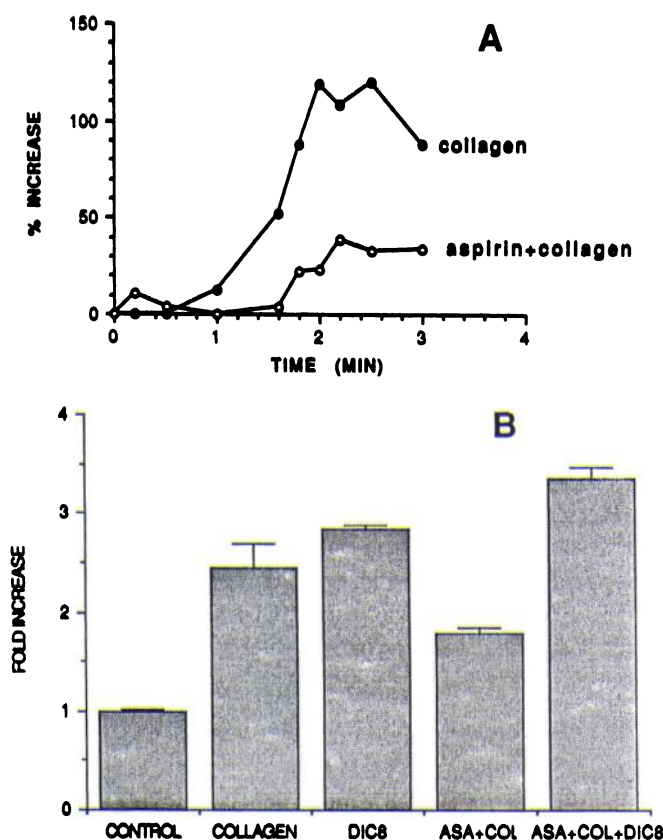 A
150
100
50
0
% INCREASE
collagen
aspirin+collagen
0 1 2 3 4
TIME (MIN)
B
4
3
2
1
0
FOLD INCREASE
CONTROL COLLAGEN DIC8 ASA+COL ASA+COL+DIC8